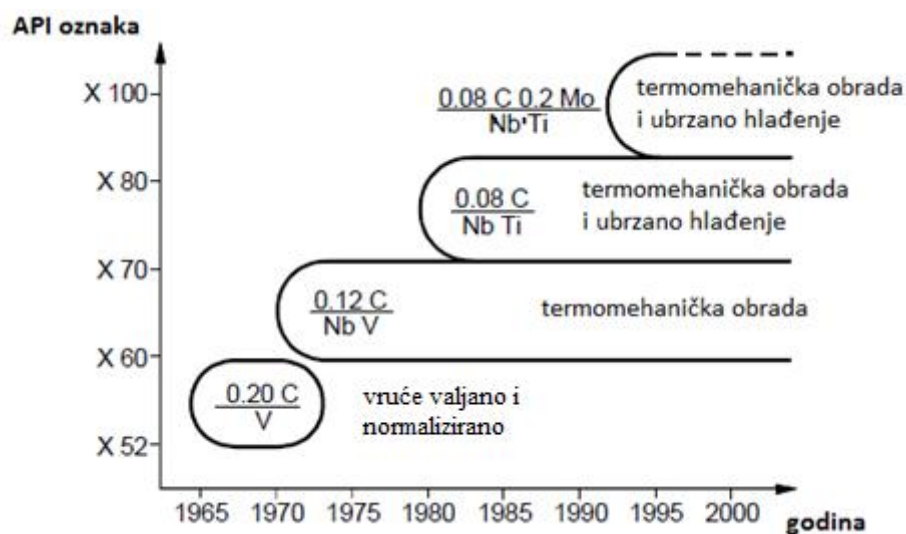 API oznaka
X 100
0.08 C 0.2 Mo
Nb Ti
termomehanička obrada
i ubrzano hlađenje
X 80
0.08 C
Nb Ti
termomehanička obrada
i ubrzano hlađenje
X 70
0.12 C
Nb V
termomehanička obrada
X 60
0.20 C
V
vruće valjano i
normalizirano
X 52
1965 1970 1975 1980 1985 1990 1995 2000
godina